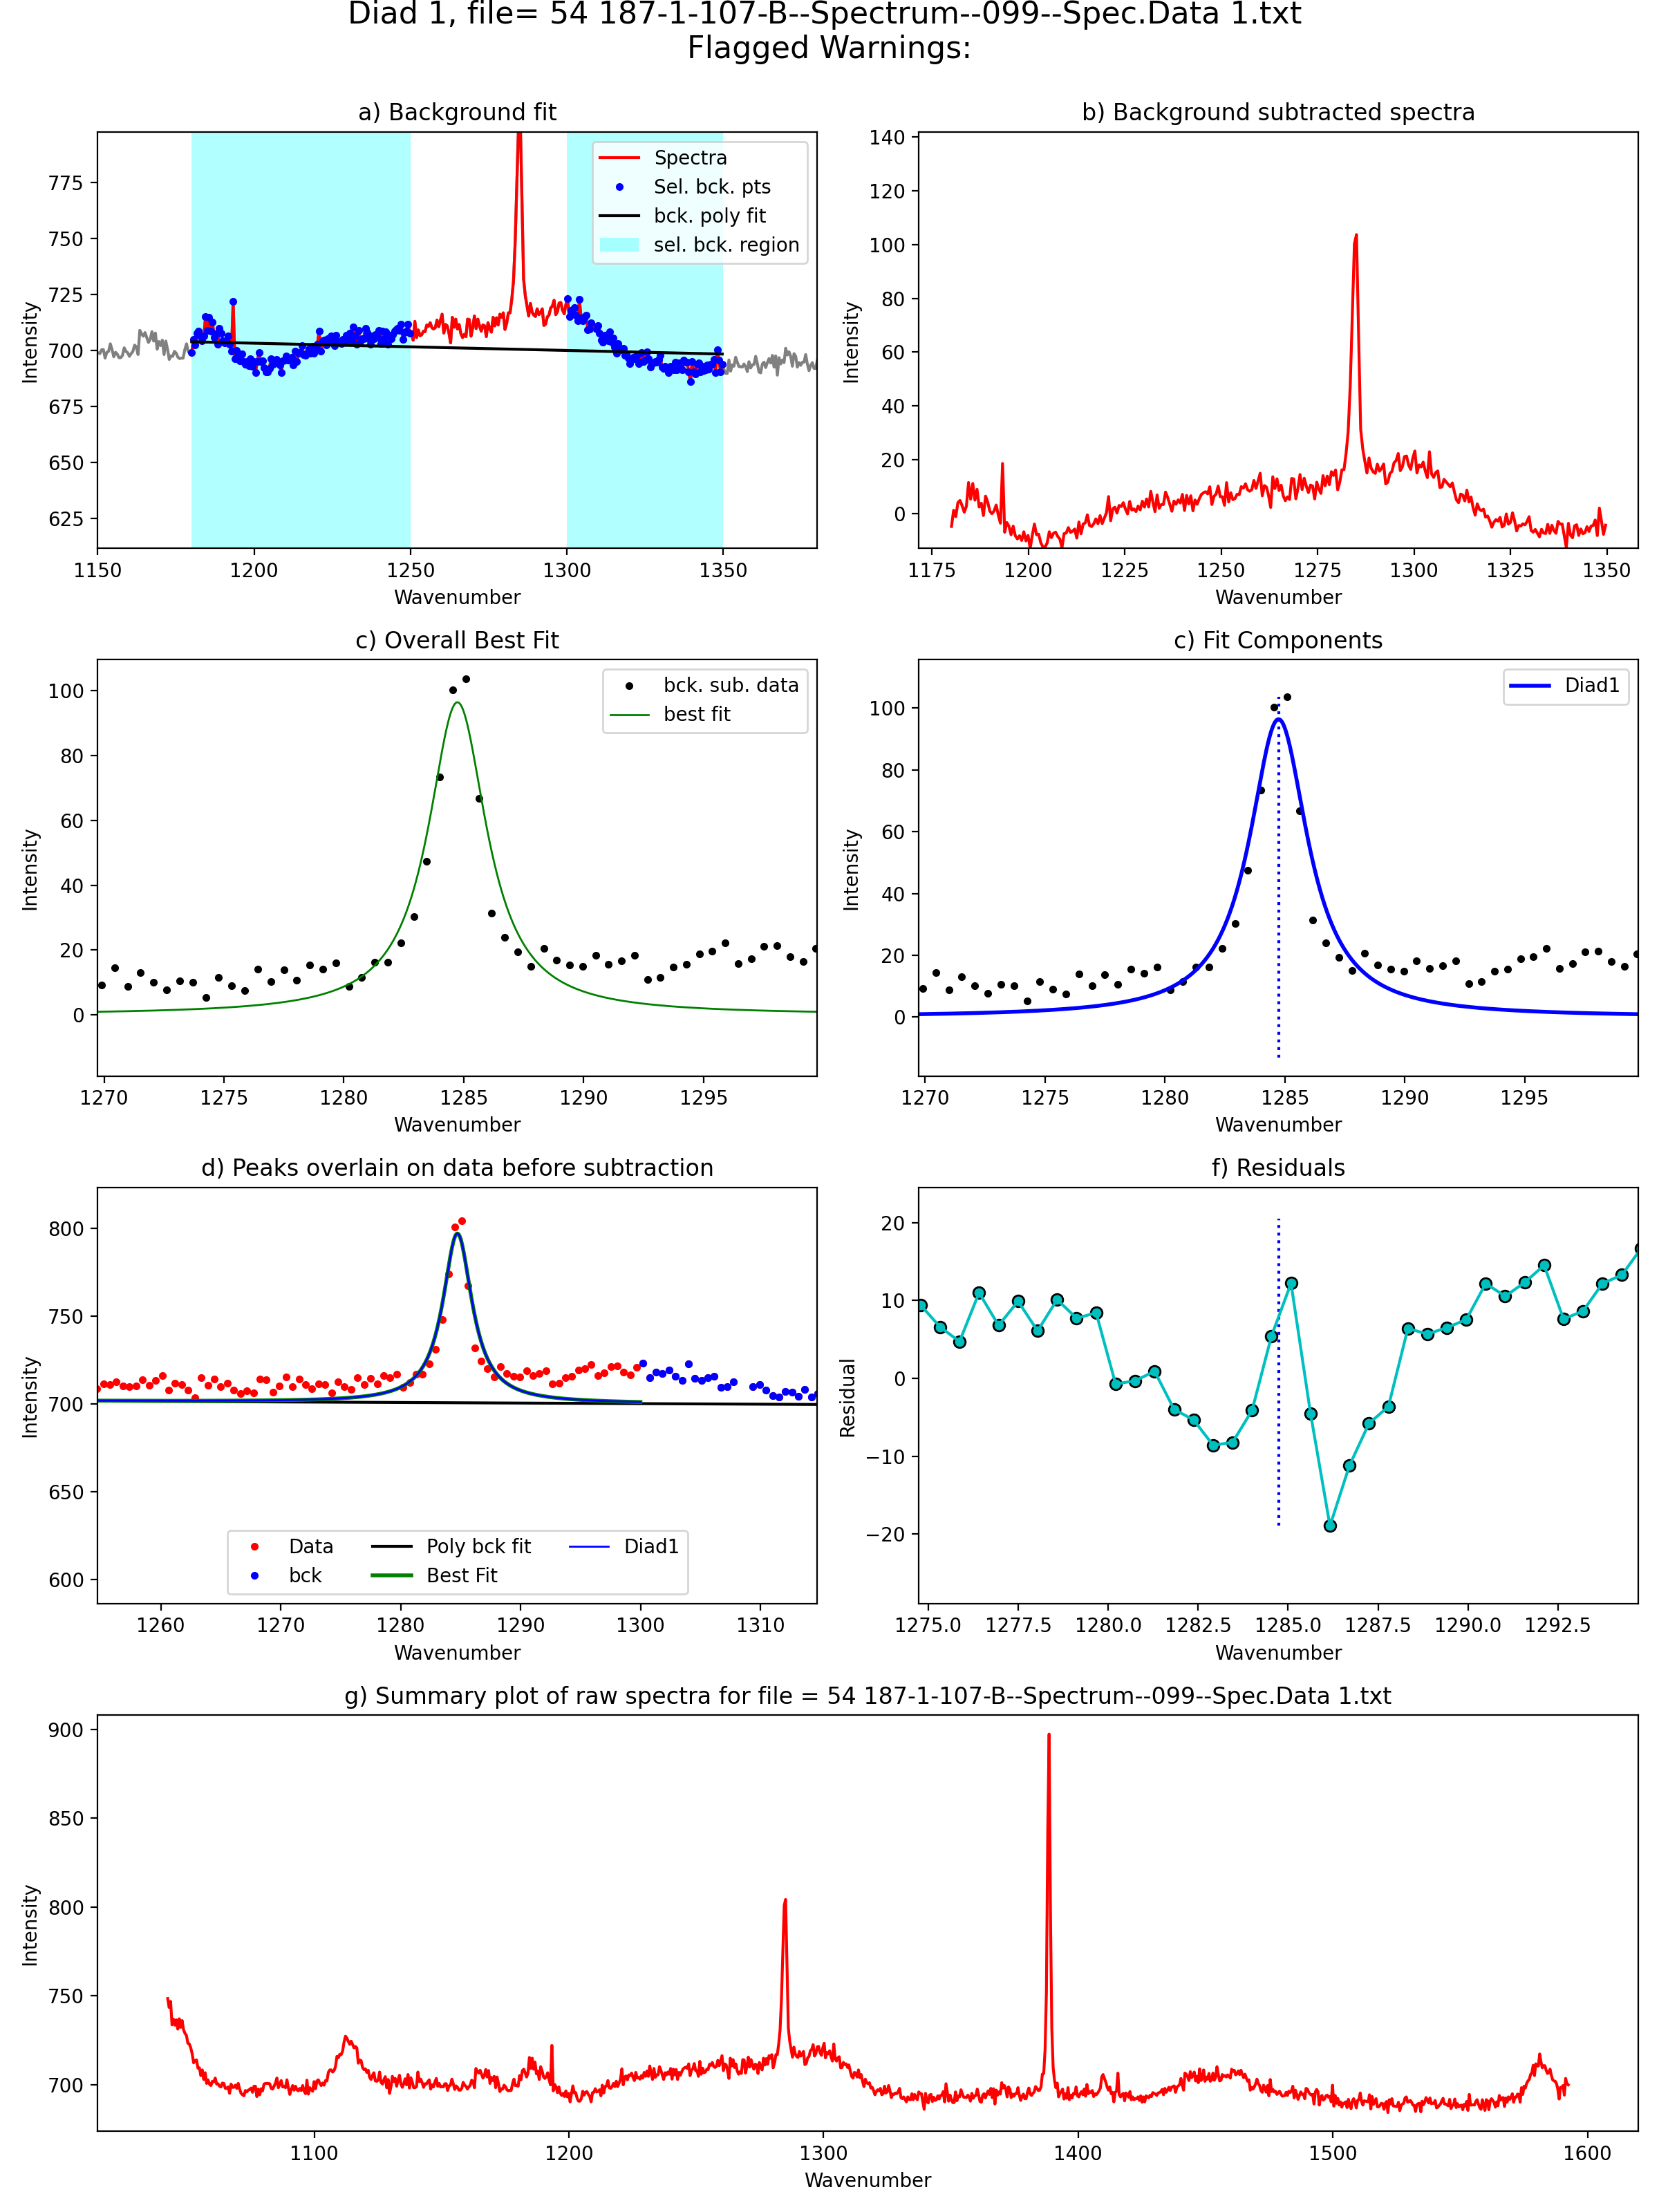 Diad 1, file= 54 187-1-107-B--Spectrum--099--Spec.Data 1.txt
Flagged Warnings:
a) Background fit
Intensity
775
750
725
700
675
650
625
Spectra
Sel. bck. pts
bck. poly fit
sel. bck. region
1150 1200 1250 1300 1350
Wavenumber
b) Background subtracted spectra
Intensity
140
120
100
80
60
40
20
0
1175 1200 1225 1250 1275 1300 1325 1350
Wavenumber
c) Overall Best Fit
Intensity
100
80
60
40
20
0
bck. sub. data
best fit
1270 1275 1280 1285 1290 1295
Wavenumber
c) Fit Components
Intensity
100
80
60
40
20
0
Diad1
1270 1275 1280 1285 1290 1295
Wavenumber
d) Peaks overlain on data before subtraction
Intensity
800
750
700
650
600
Data
bck
Poly bck fit
Best Fit
Diad1
1260 1270 1280 1290 1300 1310
Wavenumber
f) Residuals
Residual
20
10
0
−10
−20
1275.0 1277.5 1280.0 1282.5 1285.0 1287.5 1290.0 1292.5
Wavenumber
g) Summary plot of raw spectra for file = 54 187-1-107-B--Spectrum--099--Spec.Data 1.txt
Intensity
900
850
800
750
700
1100 1200 1300 1400 1500 1600
Wavenumber